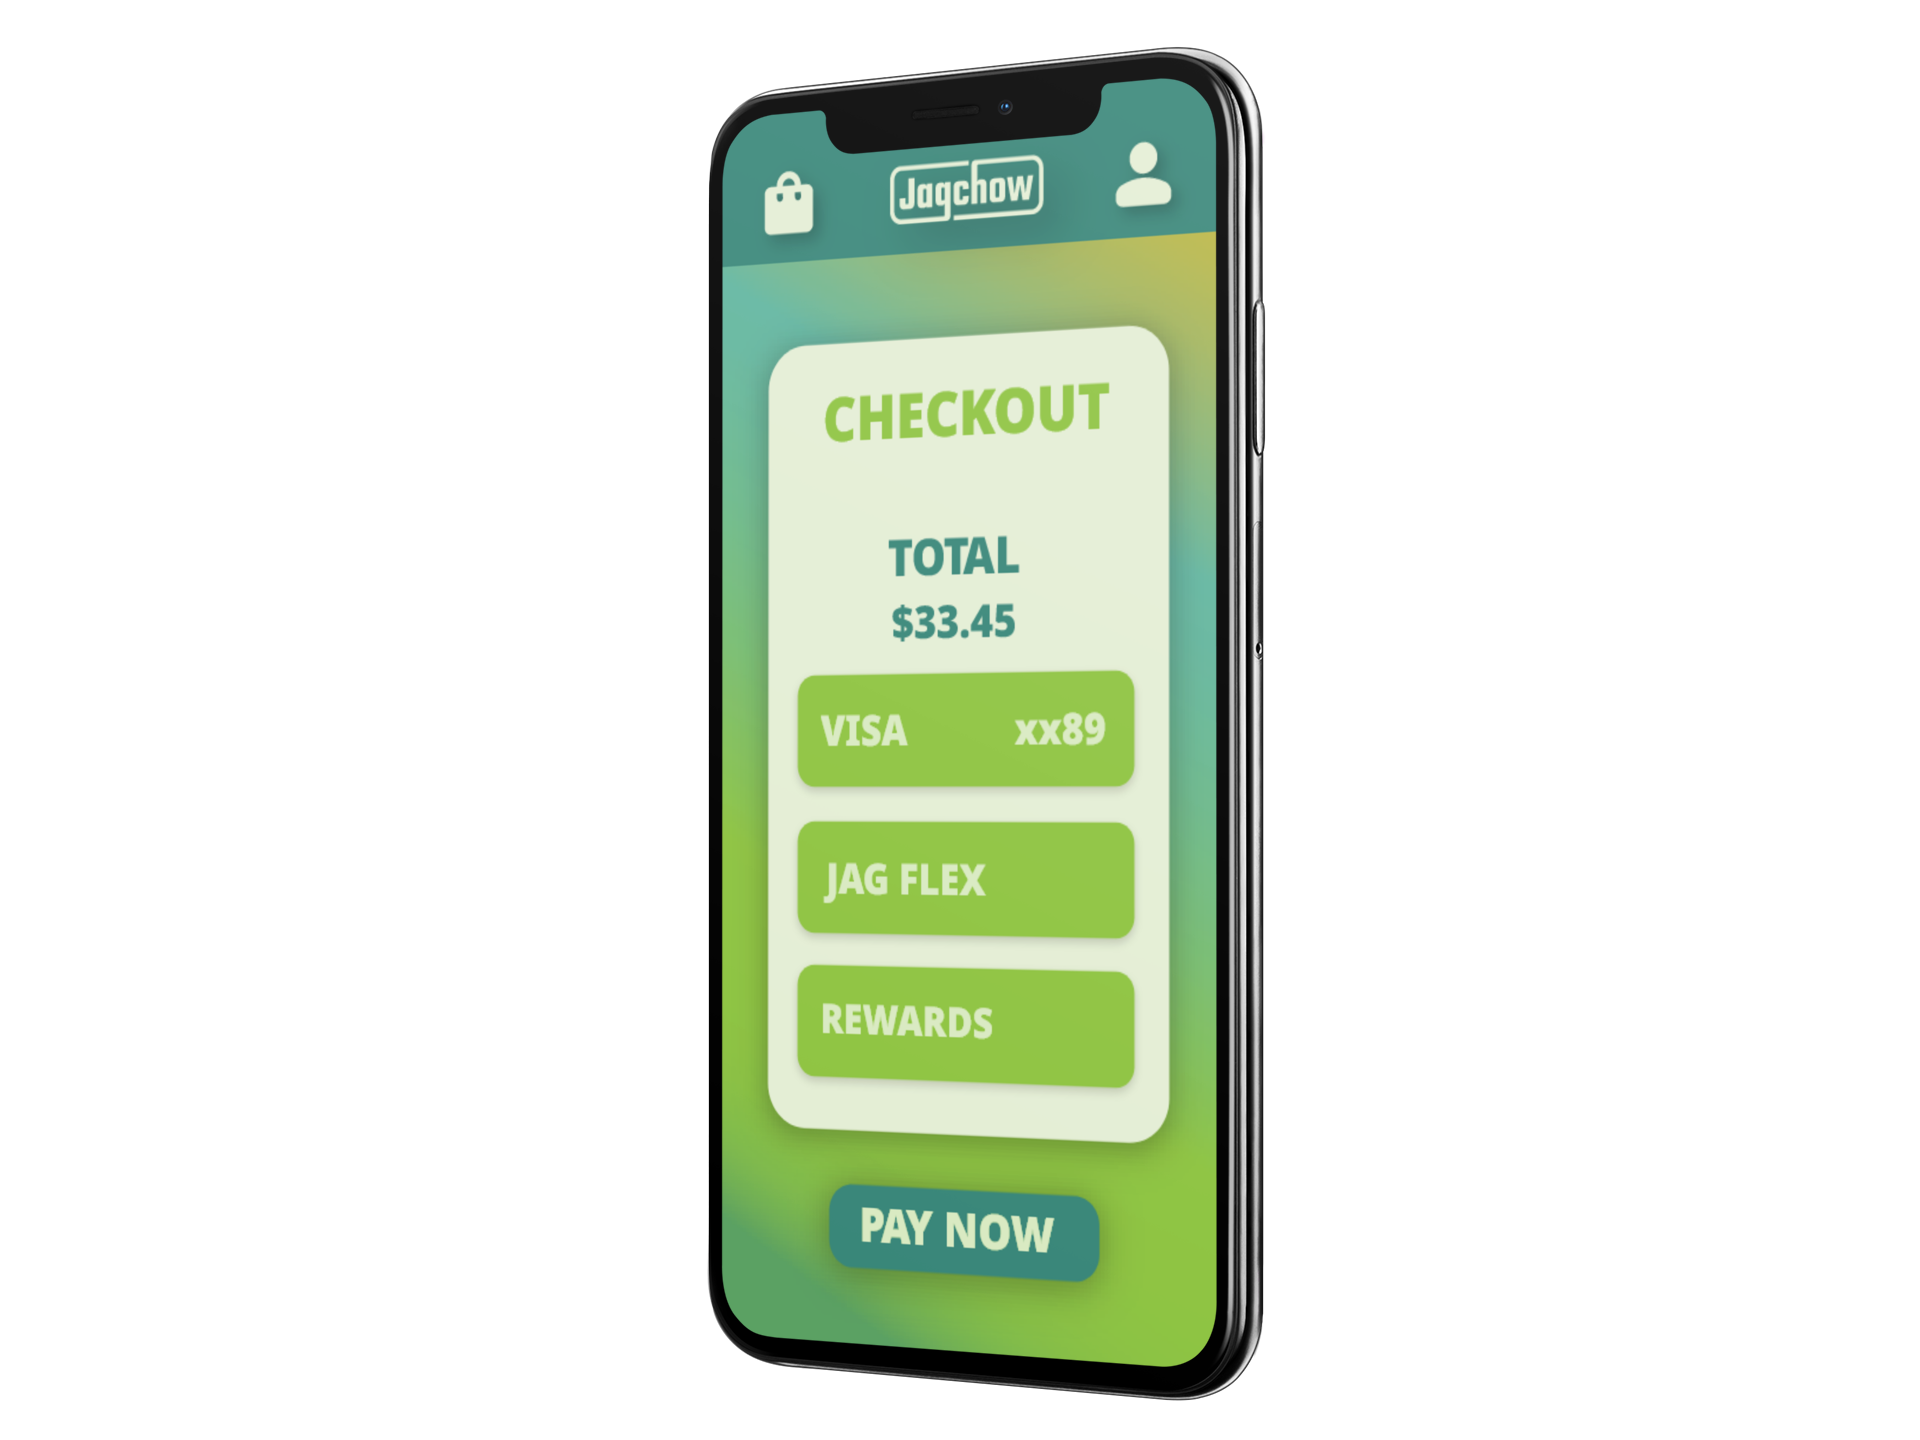 Jagchow
CHECKOUT
TOTAL
$33.45
VISA xx89
JAG FLEX
REWARDS
PAY NOW